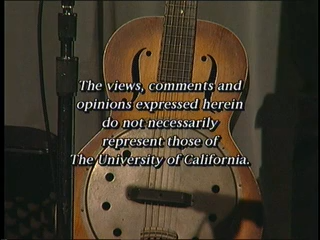 The views, comments and
opinions expressed herein
do not necessarily
represent those of
The University of California.